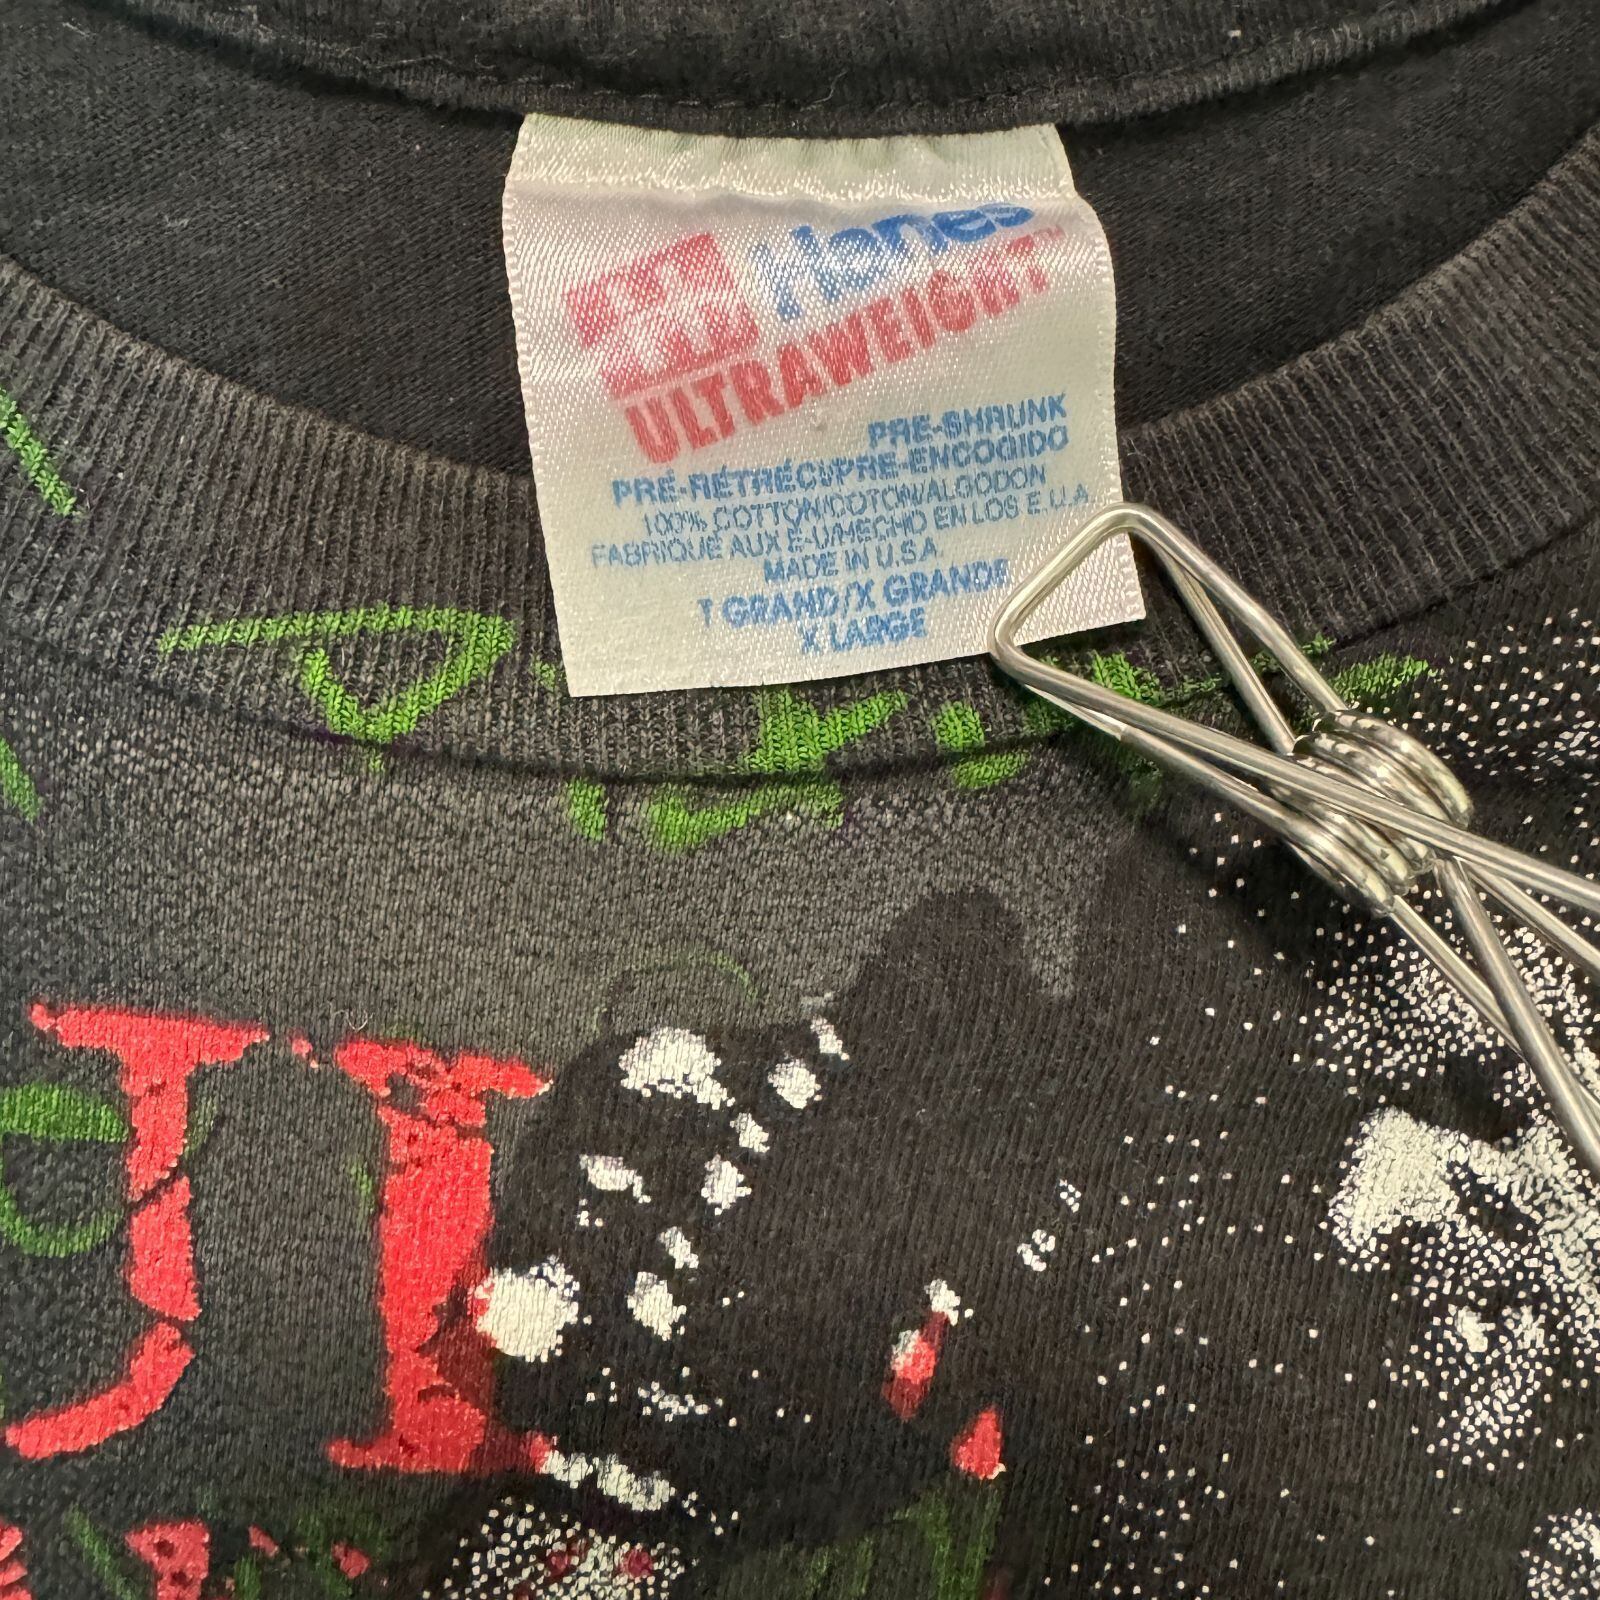 Hanes
ULTRAWEIGHT™
PRE-SHRUNK
PRÉ-RÉTRÉCI/PRE-ENCOGIDO
100% COTTON/COTON/ALGODON
FABRIQUÉ AUX E-U/HECHO EN LOS E.U.A.
MADE IN U.S.A.
T GRAND/X GRANDE
X LARGE